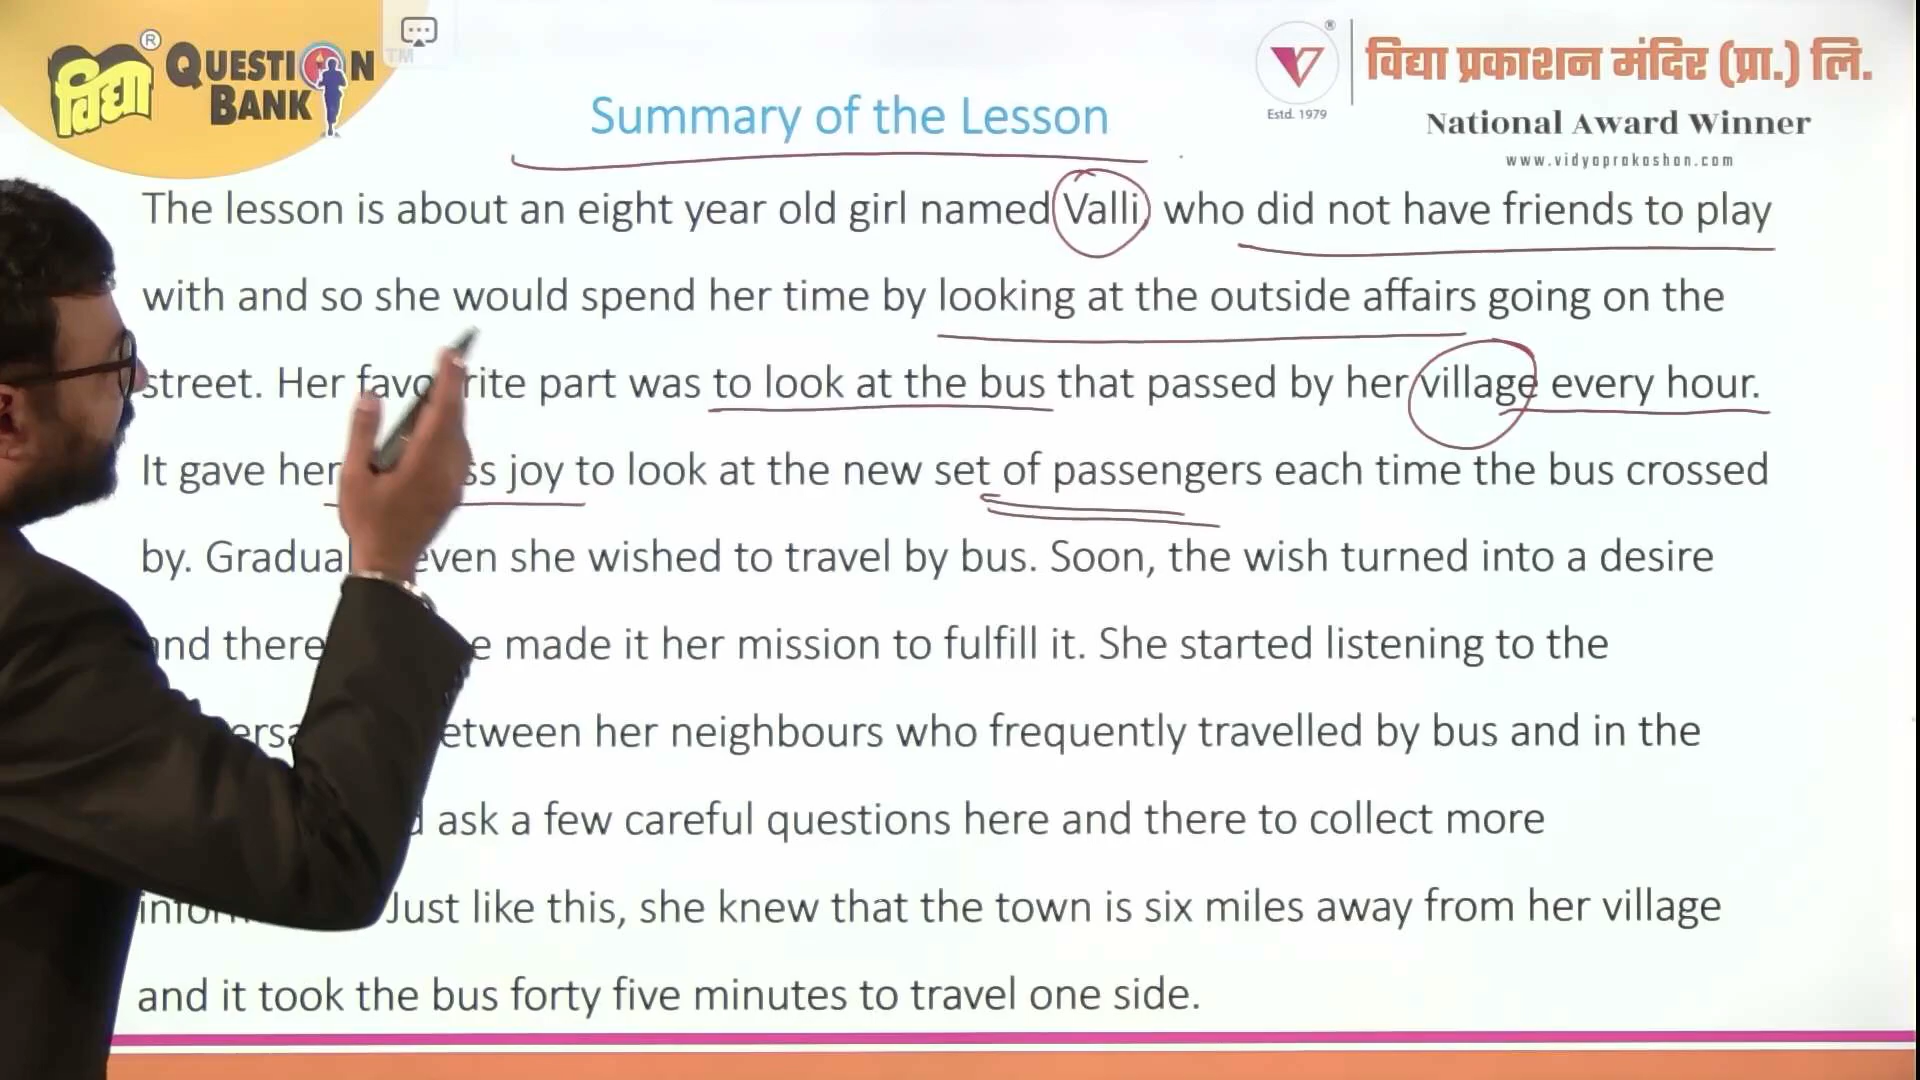 विद्या
®
QUESTION
BANK
TM
®
Estd. 1979
विद्या प्रकाशन मंदिर (प्रा.) लि.
National Award Winner
www.vidyaprakashan.com
Summary of the Lesson
The lesson is about an eight year old girl named Valli, who did not have friends to play
with and so she would spend her time by looking at the outside affairs going on the
street. Her favourite part was to look at the bus that passed by her village every hour.
It gave her joy to look at the new set of passengers each time the bus crossed
by. even she wished to travel by bus. Soon, the wish turned into a desire
and made it her mission to fulfill it. She started listening to the
between her neighbours who frequently travelled by bus and in the
ask a few careful questions here and there to collect more
Just like this, she knew that the town is six miles away from her village
and it took the bus forty five minutes to travel one side.